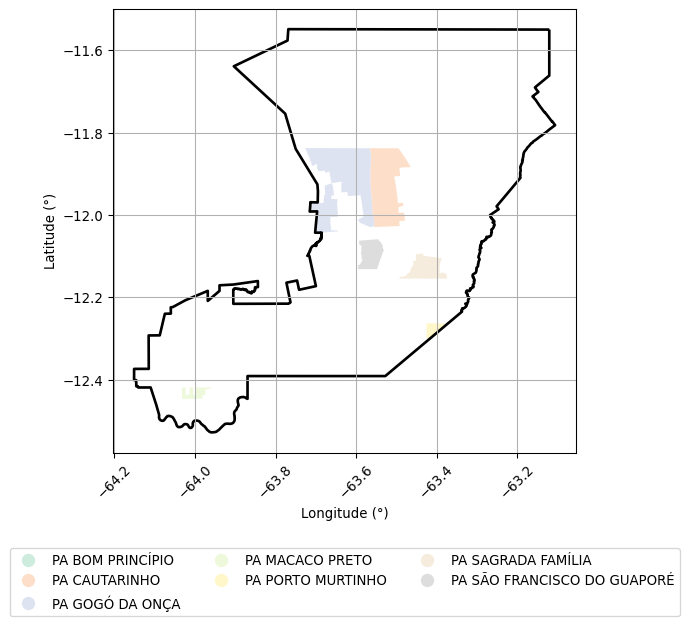 −11.6
−11.8
−12.0
−12.2
−12.4
Latitude (°)
−64.2
−64.0
−63.8
−63.6
−63.4
−63.2
Longitude (°)
PA BOM PRINCÍPIO
PA CAUTARINHO
PA GOGÓ DA ONÇA
PA MACACO PRETO
PA PORTO MURTINHO
PA SAGRADA FAMÍLIA
PA SÃO FRANCISCO DO GUAPORÉ